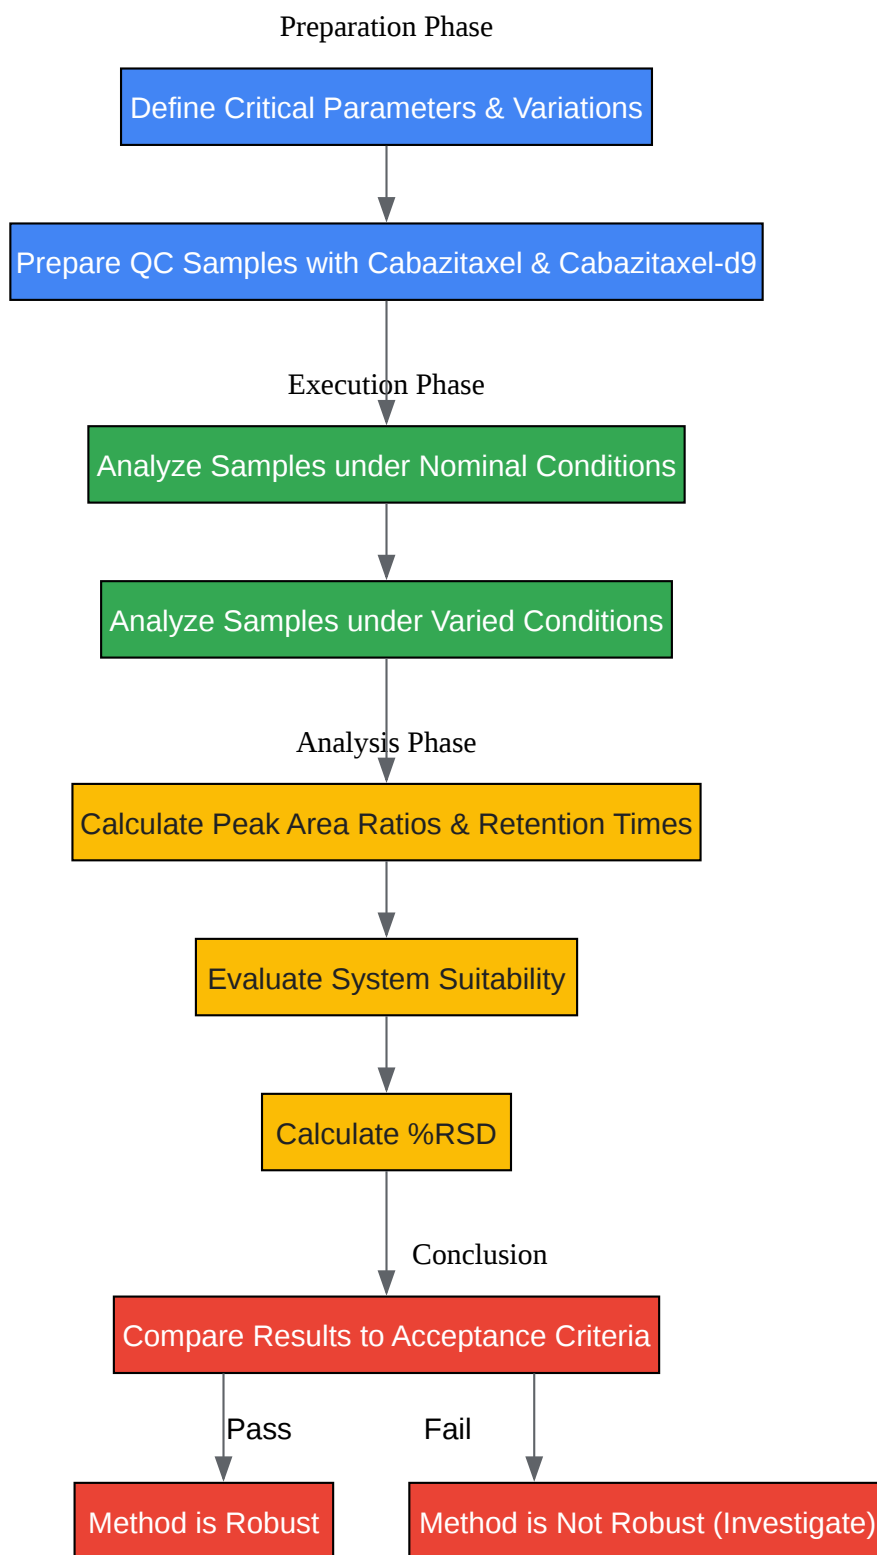 Preparation Phase
Define Critical Parameters & Variations
Prepare QC Samples with Cabazitaxel & Cabazitaxel-d9
Execution Phase
Analyze Samples under Nominal Conditions
Analyze Samples under Varied Conditions
Analysis Phase
Calculate Peak Area Ratios & Retention Times
Evaluate System Suitability
Calculate %RSD
Conclusion
Compare Results to Acceptance Criteria
Pass
Fail
Method is Robust
Method is Not Robust (Investigate)